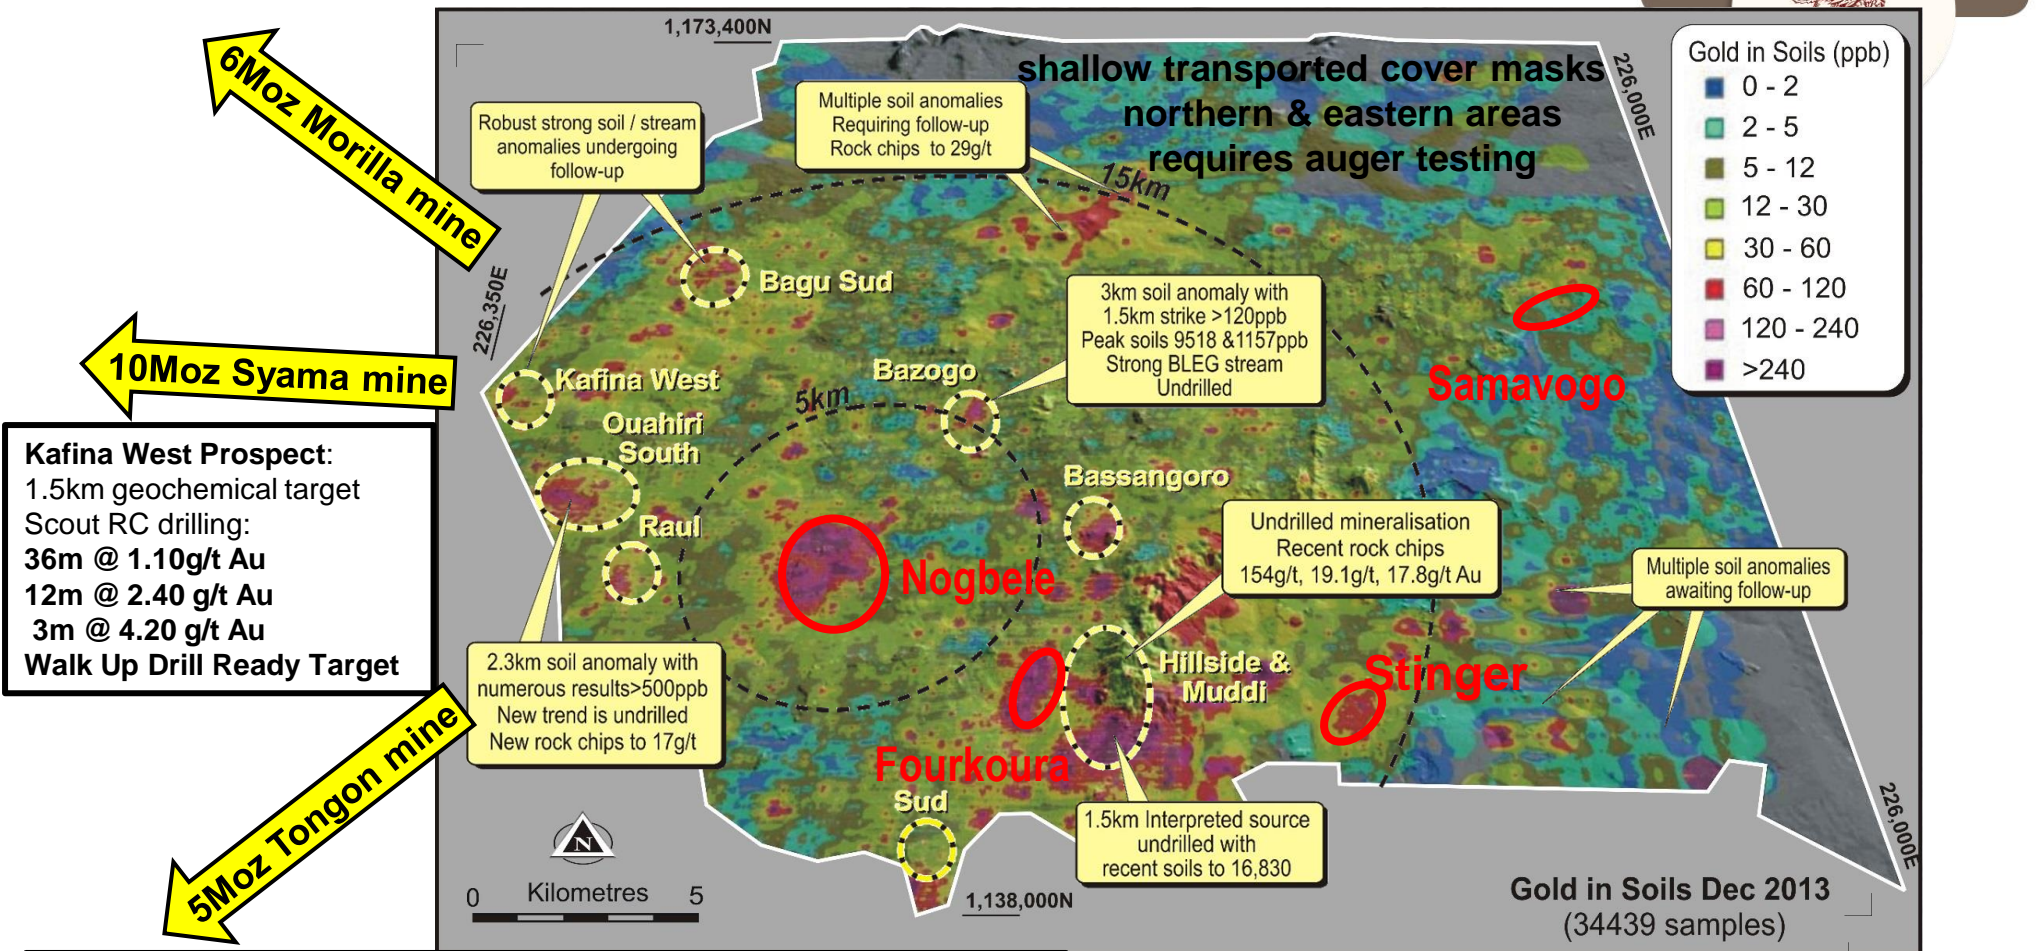 1,173,400N
shallow transported cover masks
northern & eastern areas
requires auger testing
226,000E
Gold in Soils (ppb)
0 - 2
2 - 5
5 - 12
12 - 30
30 - 60
60 - 120
120 - 240
>240
6Moz Morilla mine
Robust strong soil / stream
anomalies undergoing
follow-up
Multiple soil anomalies
Requiring follow-up
Rock chips to 29g/t
15km
Bagu Sud
226,350E
3km soil anomaly with
1.5km strike >120ppb
Peak soils 9518 &1157ppb
Strong BLEG stream
Undrilled
10Moz Syama mine
Kafina West
Bazogo
5km
Samavogo
Ouahiri
South
Kafina West Prospect:
1.5km geochemical target
Scout RC drilling:
36m @ 1.10g/t Au
12m @ 2.40 g/t Au
3m @ 4.20 g/t Au
Walk Up Drill Ready Target
Bassangoro
Raul
Undrilled mineralisation
Recent rock chips
154g/t, 19.1g/t, 17.8g/t Au
Nogbele
Multiple soil anomalies
awaiting follow-up
2.3km soil anomaly with
numerous results>500ppb
New trend is undrilled
New rock chips to 17g/t
Hillside &
Muddi
Stinger
Fourkoura
5Moz Tongon mine
Sud
1.5km Interpreted source
undrilled with
recent soils to 16,830
226,000E
N
0 Kilometres 5
1,138,000N
Gold in Soils Dec 2013
(34439 samples)